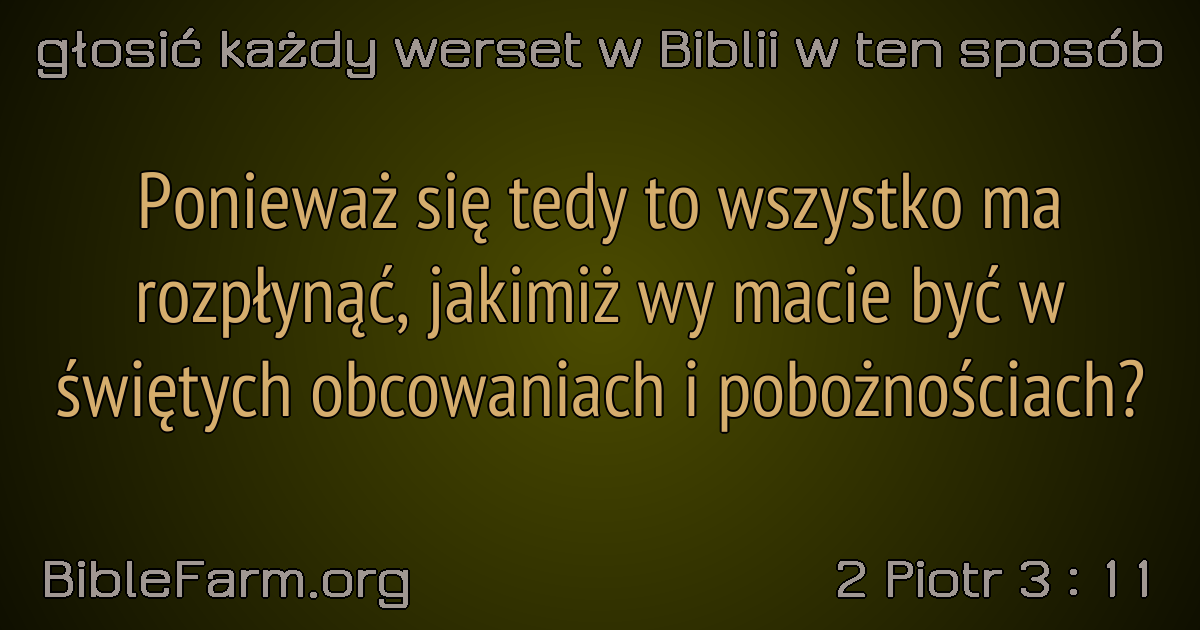 głosić każdy werset w Biblii w ten sposób
Ponieważ się tedy to wszystko ma
rozpłynąć, jakimiż wy macie być w
świętych obcowaniach i pobożnościach?
BibleFarm.org
2 Piotr 3 : 11